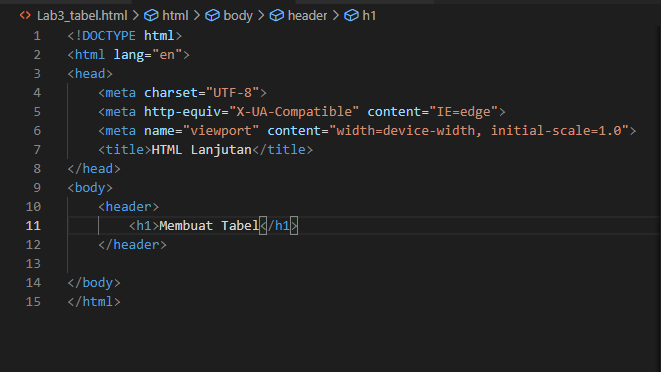 Lab3_tabel.html > html > body > header > h1
1 <!DOCTYPE html>
2 <html lang="en">
3 <head>
4     <meta charset="UTF-8">
5     <meta http-equiv="X-UA-Compatible" content="IE=edge">
6     <meta name="viewport" content="width=device-width, initial-scale=1.0">
7     <title>HTML Lanjutan</title>
8 </head>
9 <body>
10     <header>
11         <h1>Membuat Tabel</h1>
12     </header>
13
14 </body>
15 </html>